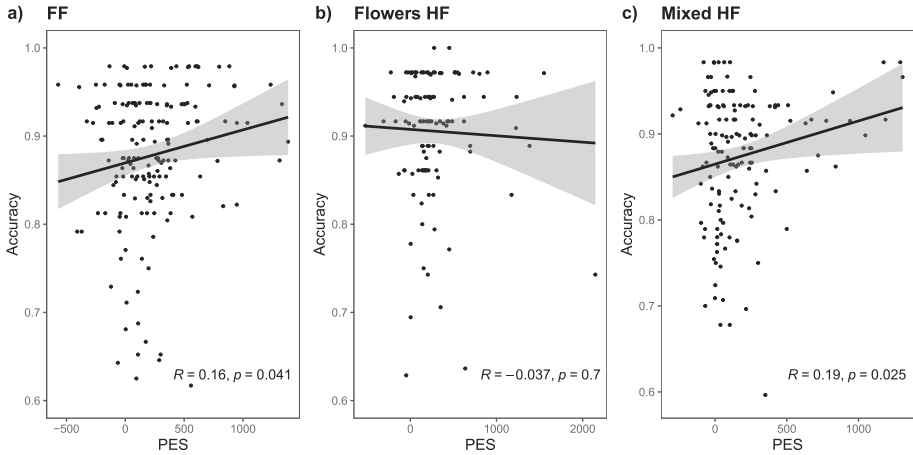 a) FF
b) Flowers HF
c) Mixed HF
Accuracy
1.0
0.9
0.8
0.7
0.6
R = 0.16, p = 0.041
−500 0 500 1000
PES
Accuracy
1.0
0.9
0.8
0.7
0.6
R = −0.037, p = 0.7
0 1000 2000
PES
Accuracy
1.0
0.9
0.8
0.7
0.6
R = 0.19, p = 0.025
0 500 1000
PES